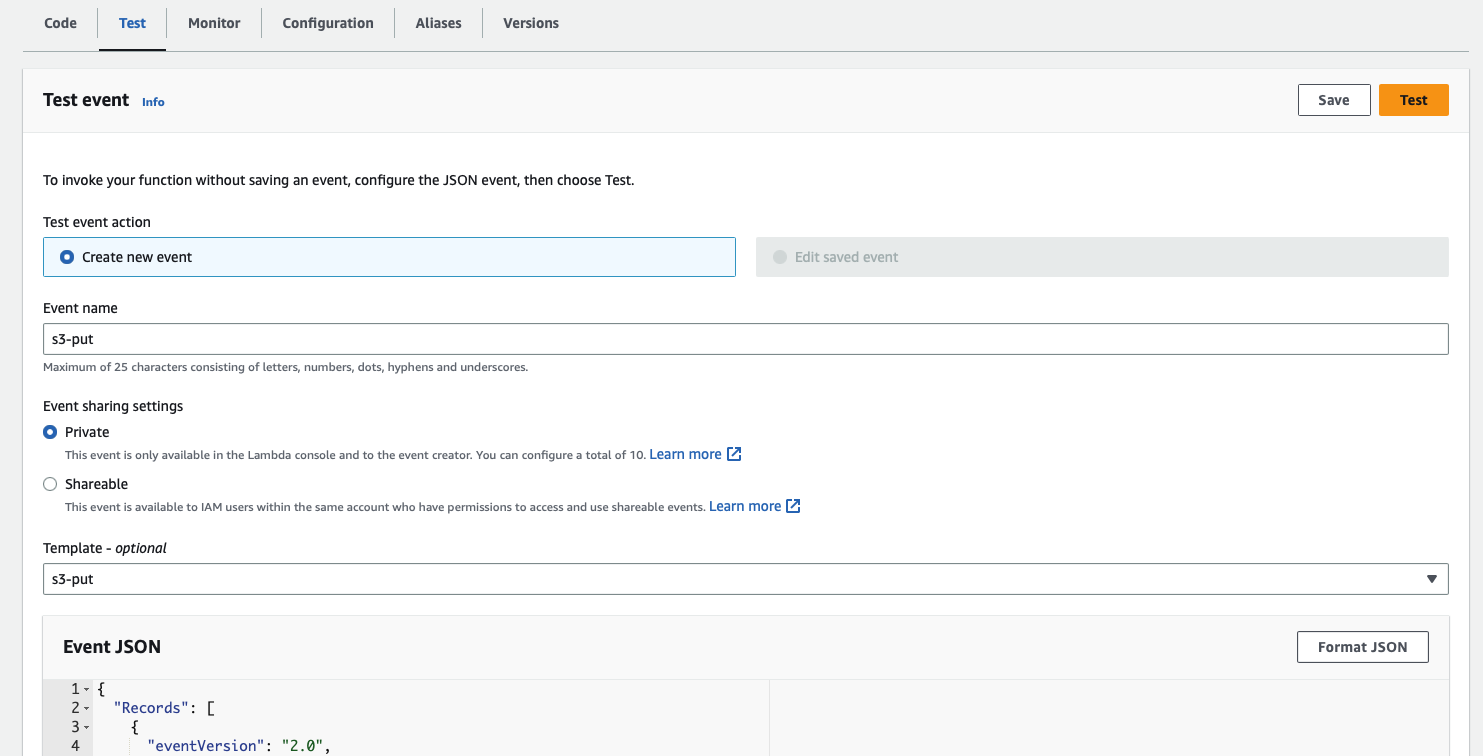 Code Test Monitor Configuration Aliases Versions
Test event Info Save Test
To invoke your function without saving an event, configure the JSON event, then choose Test.
Test event action
Create new event Edit saved event
Event name
s3-put
Maximum of 25 characters consisting of letters, numbers, dots, hyphens and underscores.
Event sharing settings
Private
This event is only available in the Lambda console and to the event creator. You can configure a total of 10. Learn more
Shareable
This event is available to IAM users within the same account who have permissions to access and use shareable events. Learn more
Template - optional
s3-put
Event JSON Format JSON
1 {
2 "Records": [
3 {
4 "eventVersion": "2.0",